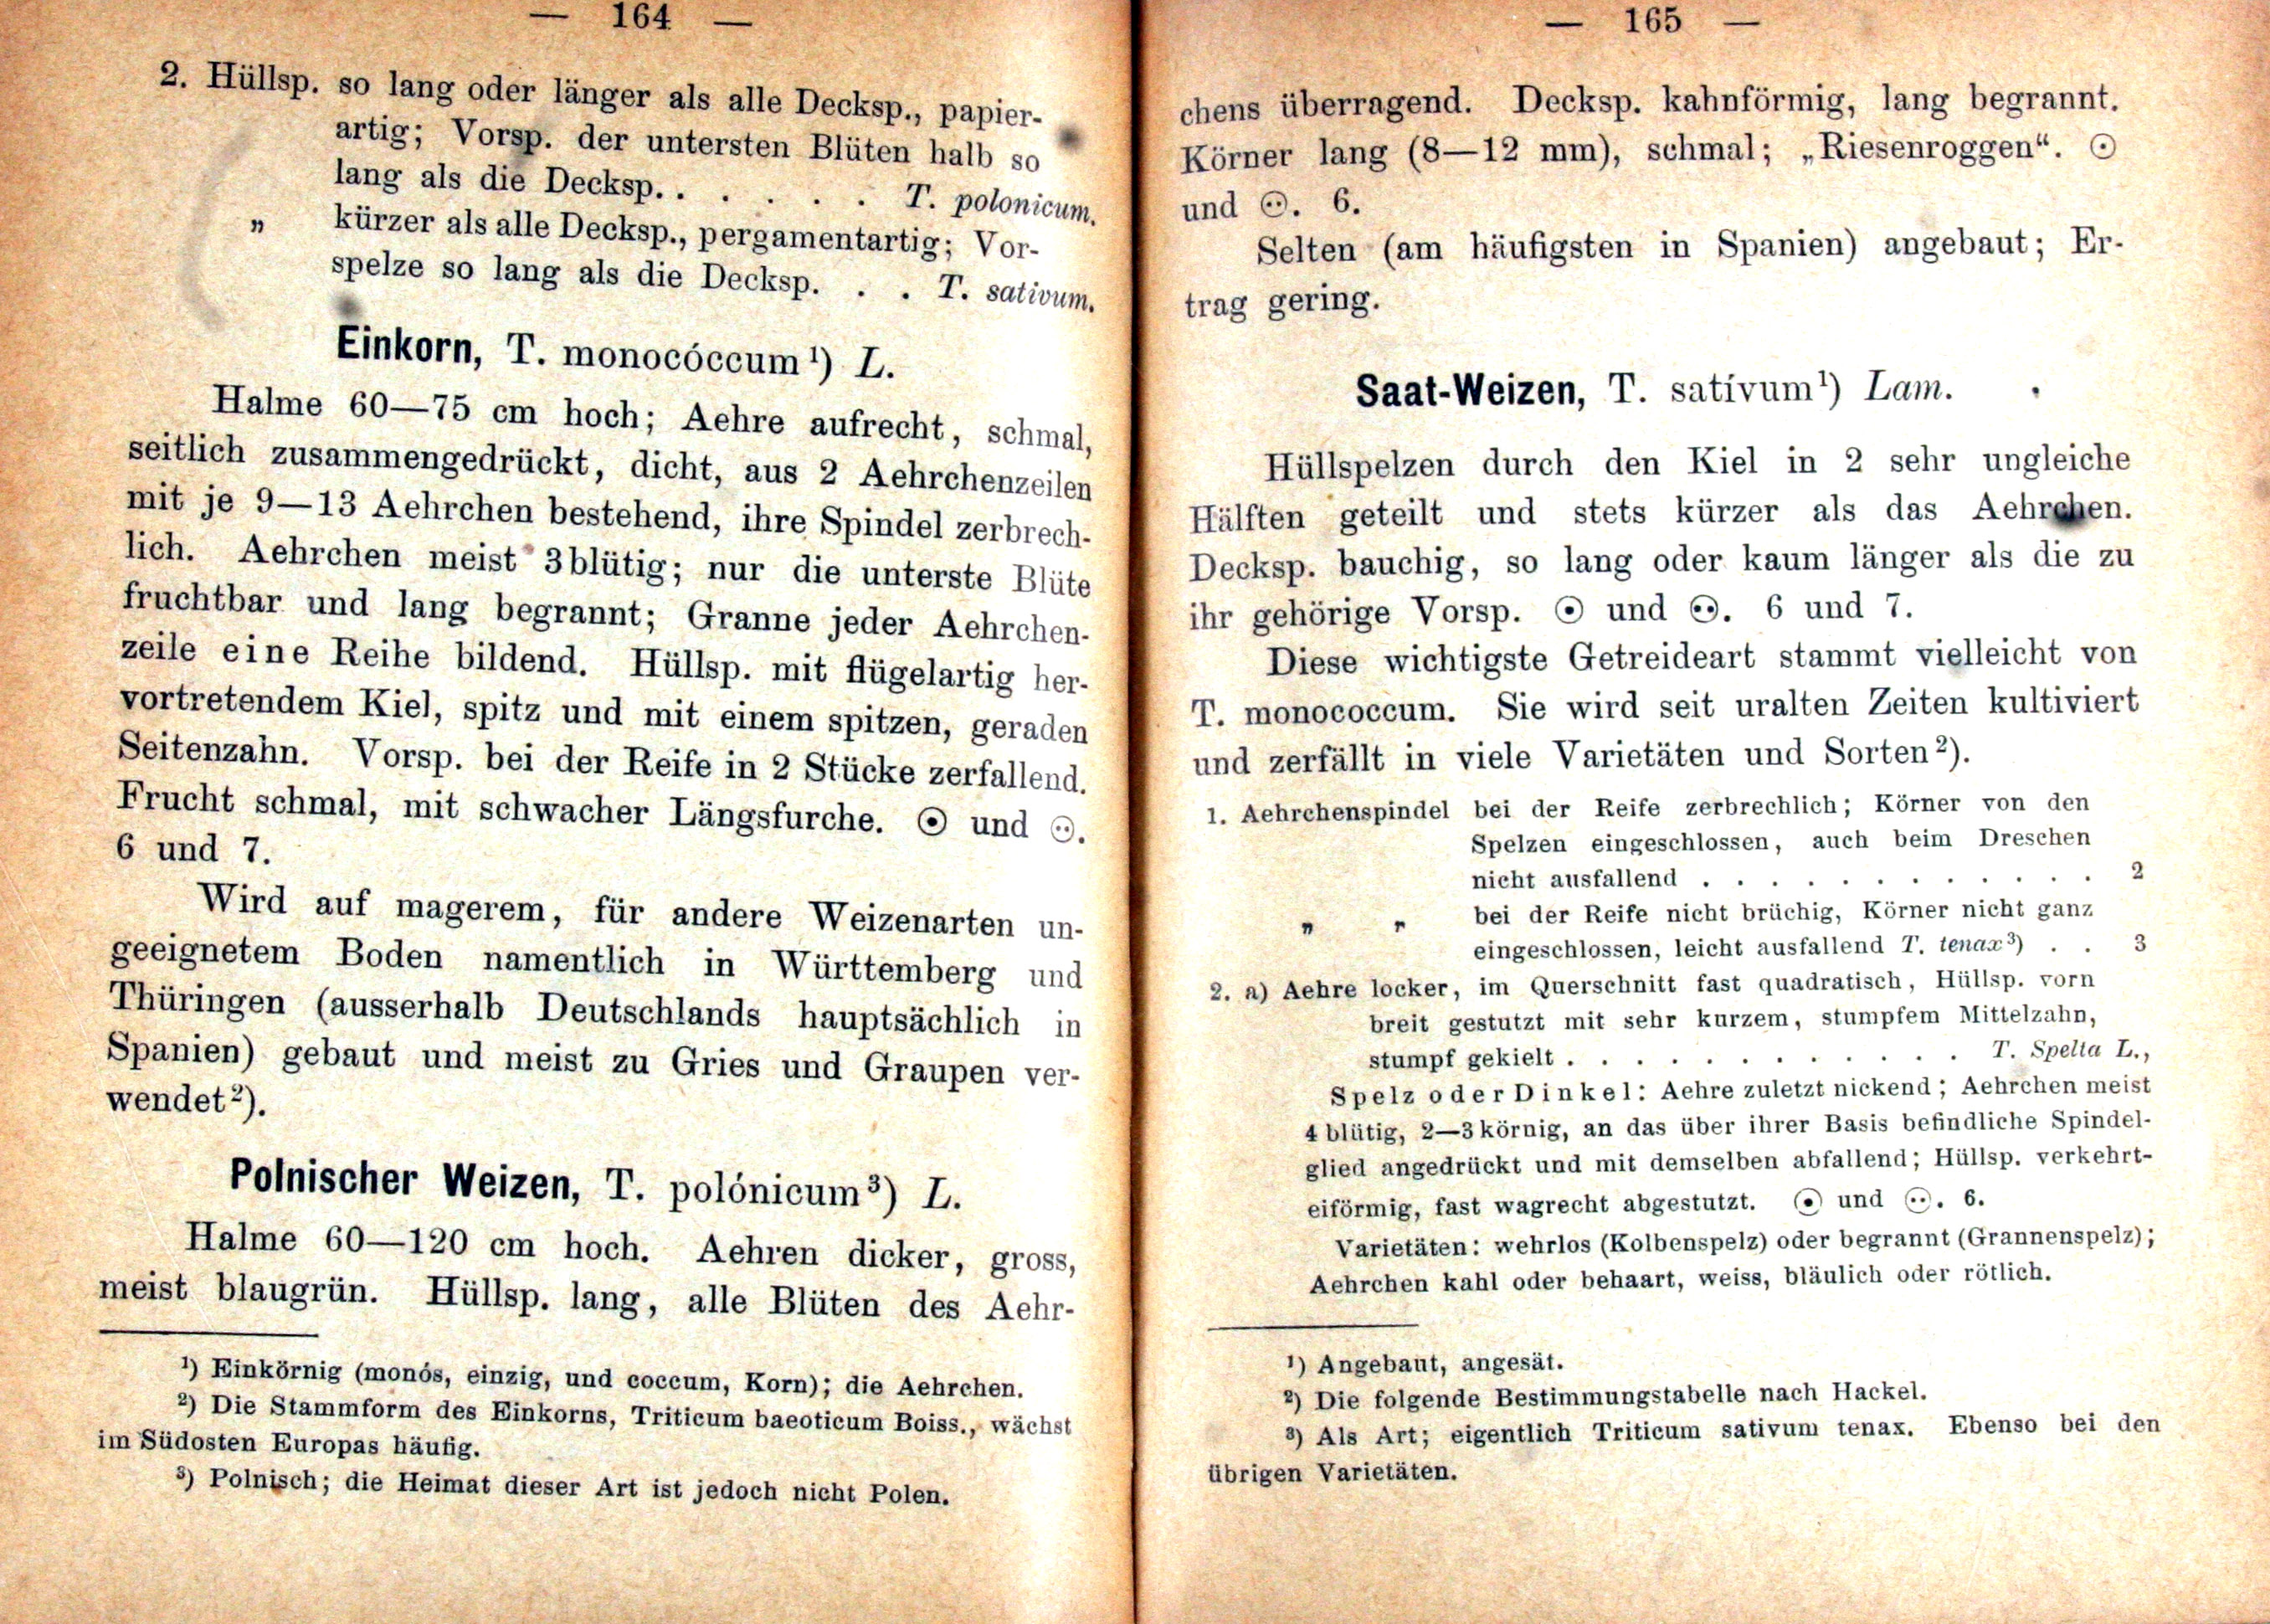 — 164 —
2. Hüllsp. so lang oder länger als alle Decksp., papier-
artig; Vorsp. der untersten Blüten halb so
lang als die Decksp. . . . . . . T. polonicum.
„ kürzer als alle Decksp., pergamentartig; Vor-
spelze so lang als die Decksp. . . T. sativum.
Einkorn, T. monocóccum¹) L.
Halme 60—75 cm hoch; Aehre aufrecht, schmal,
seitlich zusammengedrückt, dicht, aus 2 Aehrchenzeilen
mit je 9—13 Aehrchen bestehend, ihre Spindel zerbrech-
lich. Aehrchen meist 3blütig; nur die unterste Blüte
fruchtbar und lang begrannt; Granne jeder Aehrchen-
zeile eine Reihe bildend. Hüllsp. mit flügelartig her-
vortretendem Kiel, spitz und mit einem spitzen, geraden
Seitenzahn. Vorsp. bei der Reife in 2 Stücke zerfallend.
Frucht schmal, mit schwacher Längsfurche. ⊙ und ⊙.
6 und 7.
Wird auf magerem, für andere Weizenarten un-
geeignetem Boden namentlich in Württemberg und
Thüringen (ausserhalb Deutschlands hauptsächlich in
Spanien) gebaut und meist zu Gries und Graupen ver-
wendet²).
Polnischer Weizen, T. polónicum³) L.
Halme 60—120 cm hoch. Aehren dicker, gross,
meist blaugrün. Hüllsp. lang, alle Blüten des Aehr-
¹) Einkörnig (monós, einzig, und coccum, Korn); die Aehrchen.
²) Die Stammform des Einkorns, Triticum baeoticum Boiss., wächst
im Südosten Europas häufig.
³) Polnisch; die Heimat dieser Art ist jedoch nicht Polen.
— 165 —
chens überragend. Decksp. kahnförmig, lang begrannt.
Körner lang (8—12 mm), schmal; „Riesenroggen“. ⊙
und ⊙. 6.
Selten (am häufigsten in Spanien) angebaut; Er-
trag gering.
Saat-Weizen, T. satívum¹) Lam.
Hüllspelzen durch den Kiel in 2 sehr ungleiche
Hälften geteilt und stets kürzer als das Aehrchen.
Decksp. bauchig, so lang oder kaum länger als die zu
ihr gehörige Vorsp. ⊙ und ⊙. 6 und 7.
Diese wichtigste Getreideart stammt vielleicht von
T. monococcum. Sie wird seit uralten Zeiten kultiviert
und zerfällt in viele Varietäten und Sorten²).
1. Aehrchenspindel bei der Reife zerbrechlich; Körner von den
Spelzen eingeschlossen, auch beim Dreschen
nicht ausfallend . . . . . . . . . . . . 2
„ „ bei der Reife nicht brüchig, Körner nicht ganz
eingeschlossen, leicht ausfallend T. tenax³) . . 3
2. a) Aehre locker, im Querschnitt fast quadratisch, Hüllsp. vorn
breit gestutzt mit sehr kurzem, stumpfem Mittelzahn,
stumpf gekielt . . . . . . . . . . . . T. Spelta L.,
Spelz oder Dinkel: Aehre zuletzt nickend; Aehrchen meist
4 blütig, 2—3 körnig, an das über ihrer Basis befindliche Spindel-
glied angedrückt und mit demselben abfallend; Hüllsp. verkehrt-
eiförmig, fast wagrecht abgestutzt. ⊙ und ⊙. 6.
Varietäten: wehrlos (Kolbenspelz) oder begrannt (Grannenspelz);
Aehrchen kahl oder behaart, weiss, bläulich oder rötlich.
¹) Angebaut, angesät.
²) Die folgende Bestimmungstabelle nach Hackel.
³) Als Art; eigentlich Triticum sativum tenax. Ebenso bei den
übrigen Varietäten.